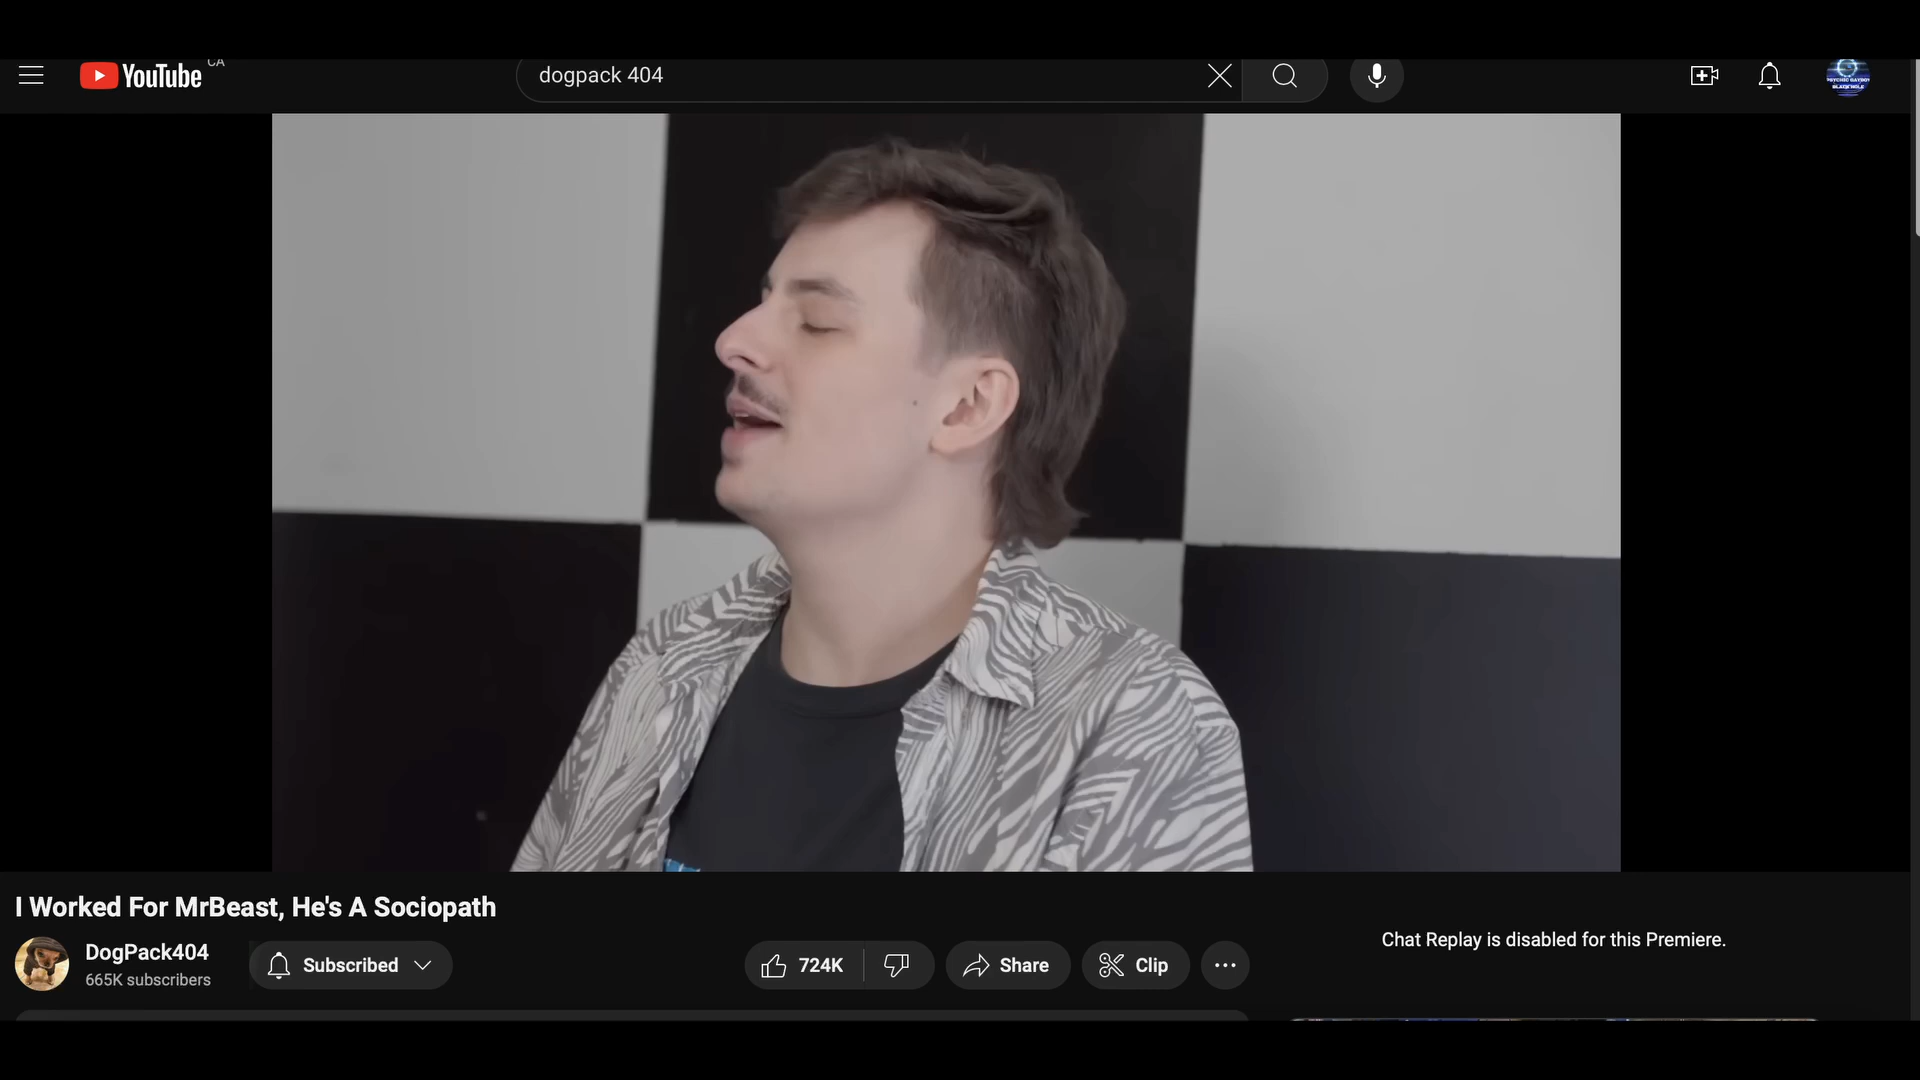 YouTube CA
dogpack 404
I Worked For MrBeast, He's A Sociopath
DogPack404
665K subscribers
Subscribed
724K
Share
Clip
Chat Replay is disabled for this Premiere.